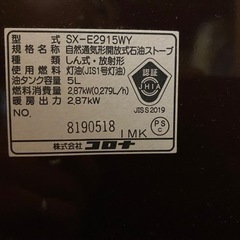 型式 SX-E2915WY
規格名称 自然通気形開放式石油ストーブ
種類 しん式・放射形
使用燃料 灯油(JIS1号灯油)
油タンク容量 5L
燃料消費量 2.87kW(0.279L/h)
暖房出力 2.87kW
NO.
8190518 IMK
株式会社コロナ
認証
JHIA
JIS S 2019
PS
C